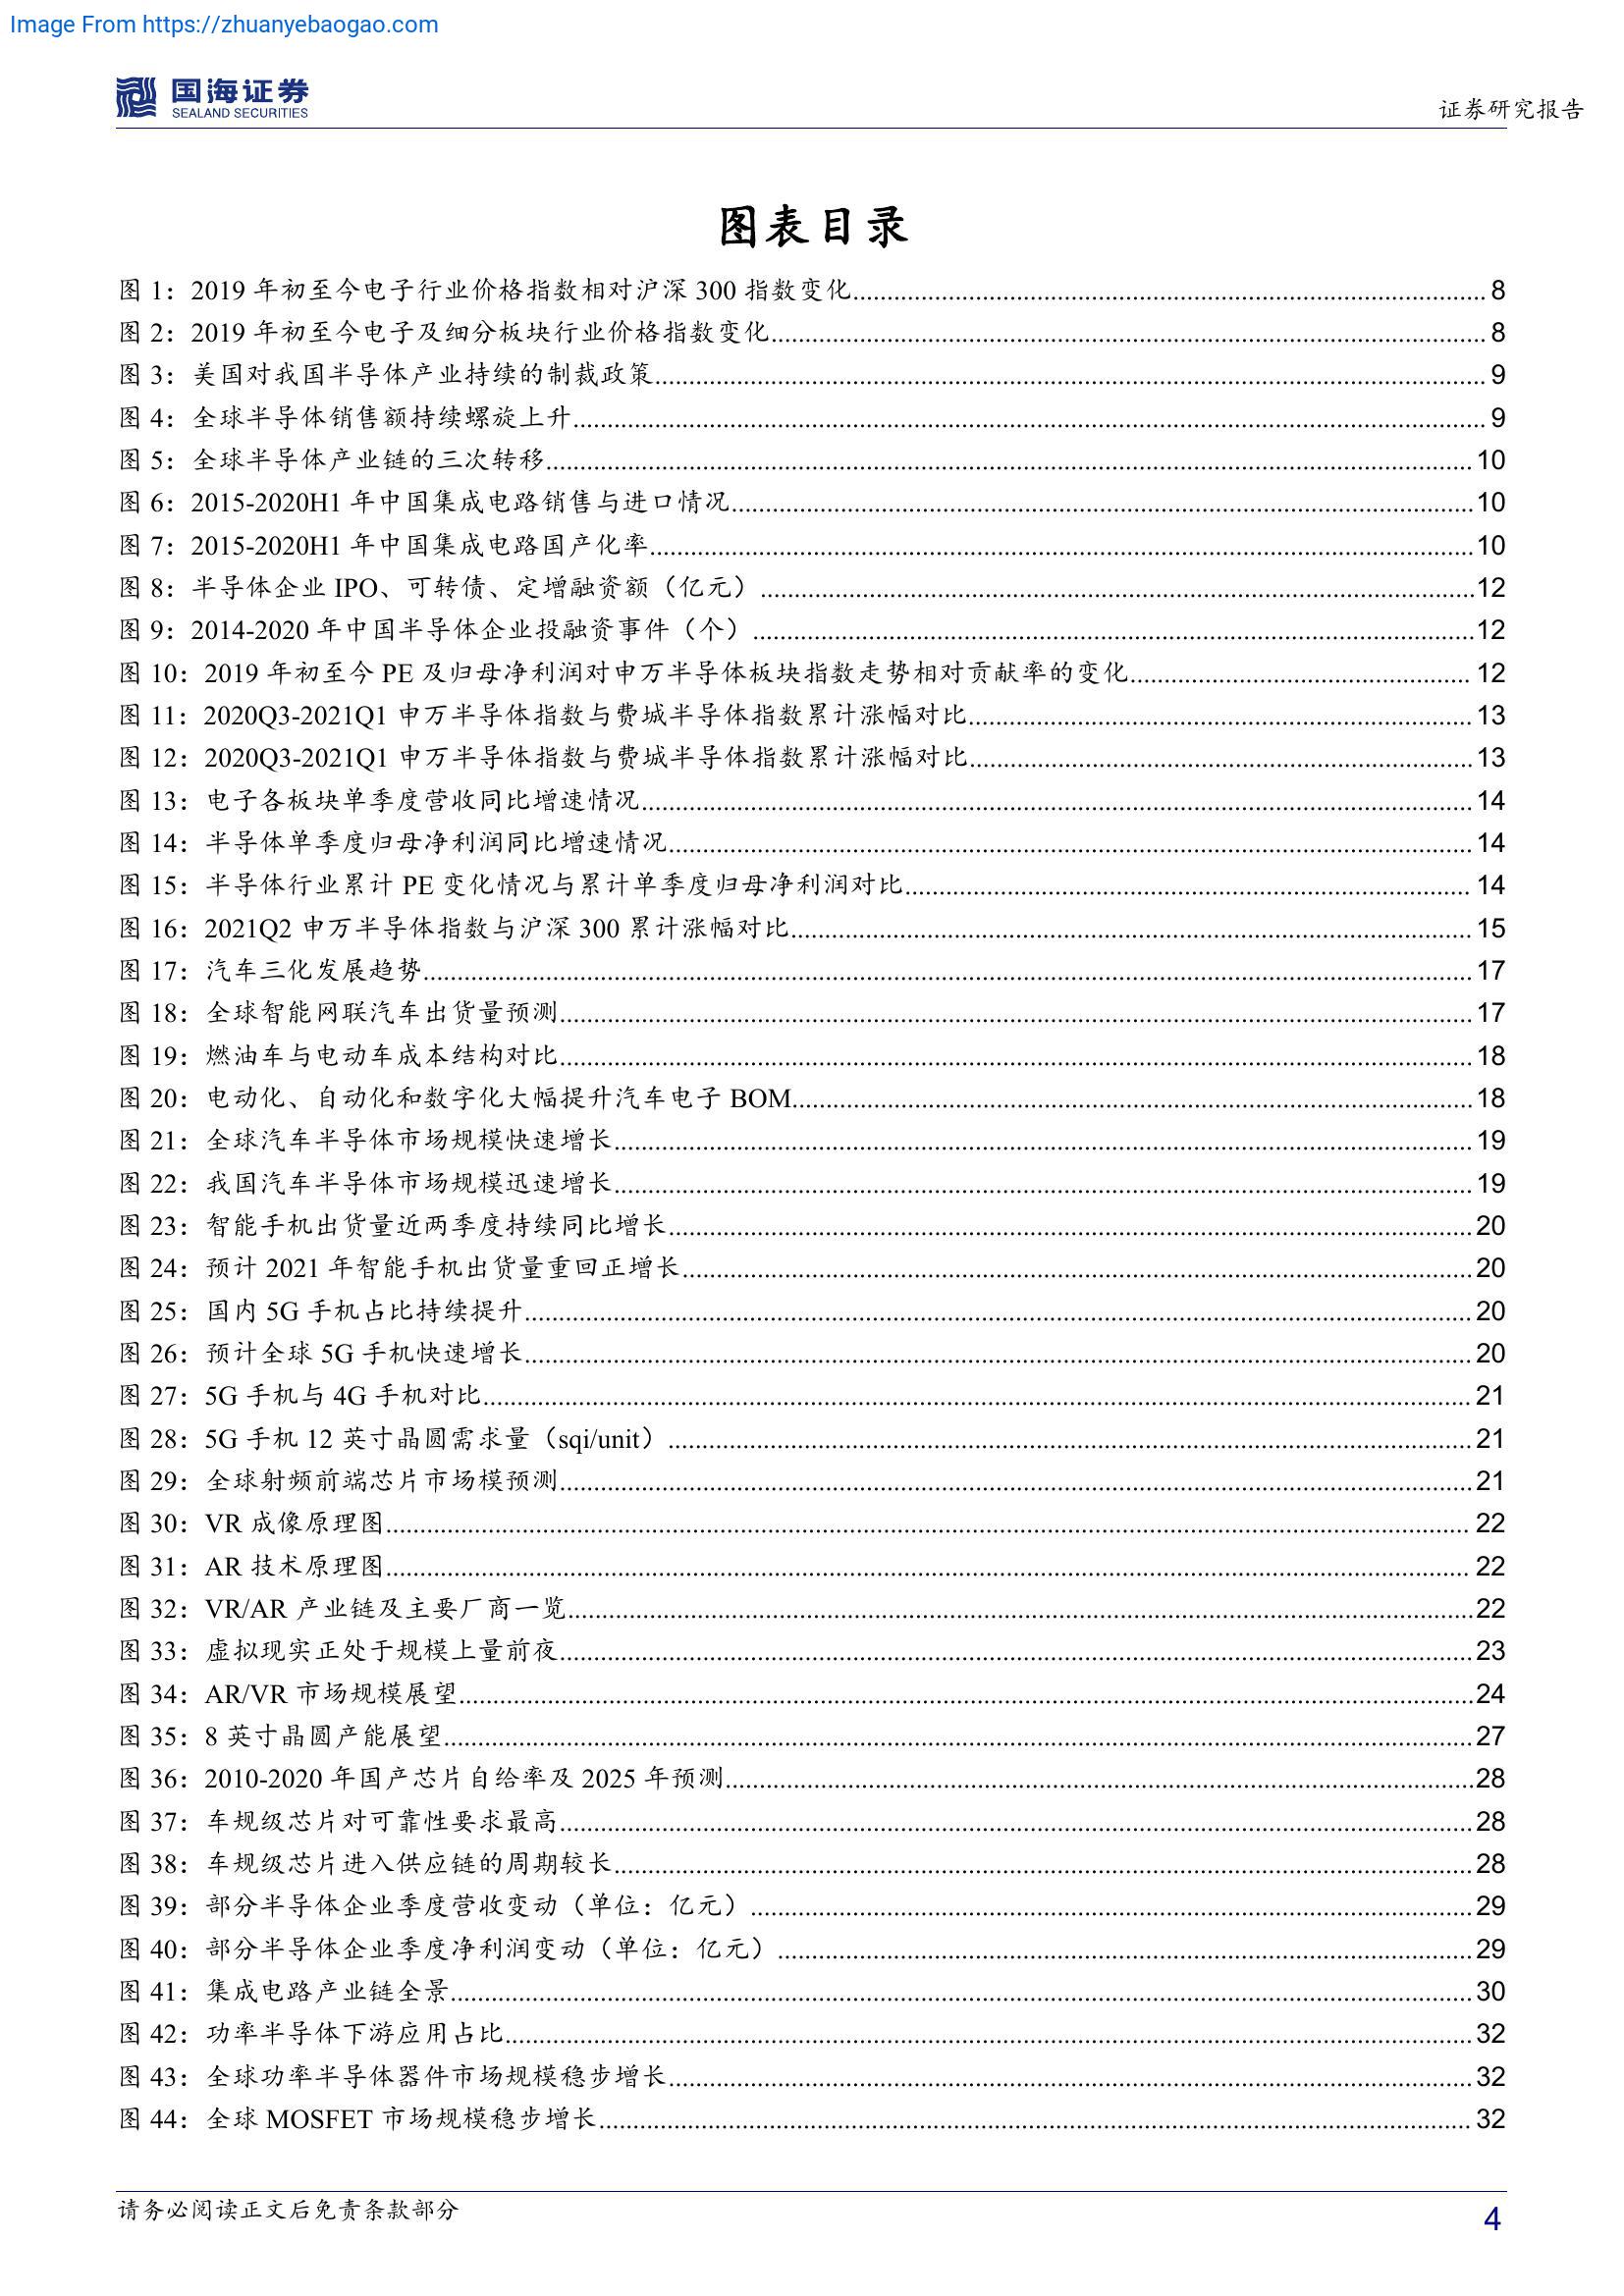 Image From https://zhuanyebaogao.com
国海证券
SEALAND SECURITIES
证券研究报告
图表目录
图 1：2019 年初至今电子行业价格指数相对沪深 300 指数变化 8
图 2：2019 年初至今电子及细分板块行业价格指数变化 8
图 3：美国对我国半导体产业持续的制裁政策 9
图 4：全球半导体销售额持续螺旋上升 9
图 5：全球半导体产业链的三次转移 10
图 6：2015-2020H1 年中国集成电路销售与进口情况 10
图 7：2015-2020H1 年中国集成电路国产化率 10
图 8：半导体企业 IPO、可转债、定增融资额（亿元） 12
图 9：2014-2020 年中国半导体企业投融资事件（个） 12
图 10：2019 年初至今 PE 及归母净利润对申万半导体板块指数走势相对贡献率的变化 12
图 11：2020Q3-2021Q1 申万半导体指数与费城半导体指数累计涨幅对比 13
图 12：2020Q3-2021Q1 申万半导体指数与费城半导体指数累计涨幅对比 13
图 13：电子各板块单季度营收同比增速情况 14
图 14：半导体单季度归母净利润同比增速情况 14
图 15：半导体行业累计 PE 变化情况与累计单季度归母净利润对比 14
图 16：2021Q2 申万半导体指数与沪深 300 累计涨幅对比 15
图 17：汽车三化发展趋势 17
图 18：全球智能网联汽车出货量预测 17
图 19：燃油车与电动车成本结构对比 18
图 20：电动化、自动化和数字化大幅提升汽车电子 BOM 18
图 21：全球汽车半导体市场规模快速增长 19
图 22：我国汽车半导体市场规模迅速增长 19
图 23：智能手机出货量近两季度持续同比增长 20
图 24：预计 2021 年智能手机出货量重回正增长 20
图 25：国内 5G 手机占比持续提升 20
图 26：预计全球 5G 手机快速增长 20
图 27：5G 手机与 4G 手机对比 21
图 28：5G 手机 12 英寸晶圆需求量（sqi/unit） 21
图 29：全球射频前端芯片市场模预测 21
图 30：VR 成像原理图 22
图 31：AR 技术原理图 22
图 32：VR/AR 产业链及主要厂商一览 22
图 33：虚拟现实正处于规模上量前夜 23
图 34：AR/VR 市场规模展望 24
图 35：8 英寸晶圆产能展望 27
图 36：2010-2020 年国产芯片自给率及 2025 年预测 28
图 37：车规级芯片对可靠性要求最高 28
图 38：车规级芯片进入供应链的周期较长 28
图 39：部分半导体企业季度营收变动（单位：亿元） 29
图 40：部分半导体企业季度净利润变动（单位：亿元） 29
图 41：集成电路产业链全景 30
图 42：功率半导体下游应用占比 32
图 43：全球功率半导体器件市场规模稳步增长 32
图 44：全球 MOSFET 市场规模稳步增长 32
请务必阅读正文后免责条款部分
4